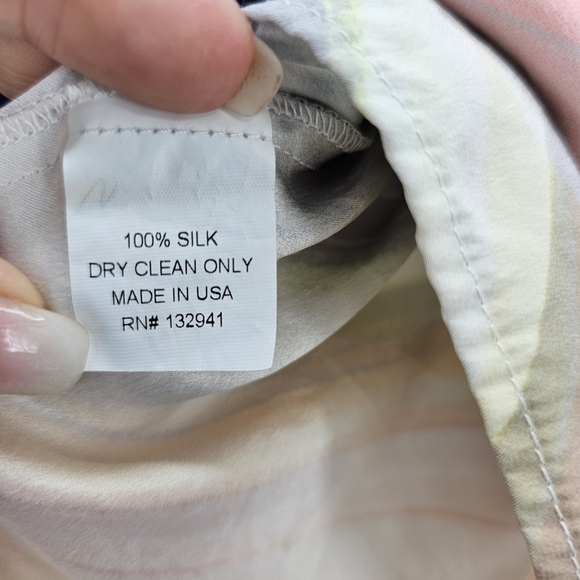 100% SILK
DRY CLEAN ONLY
MADE IN USA
RN# 132941